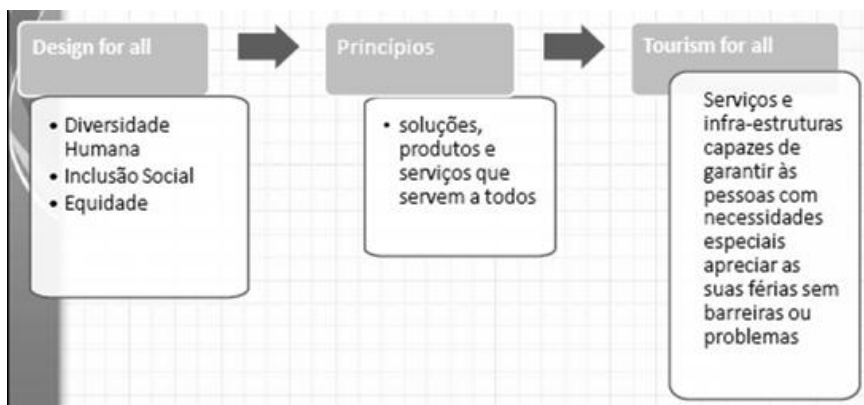 Design for all
• Diversidade
Humana
• Inclusão Social
• Equidade
Princípios
• soluções,
produtos e
serviços que
servem a todos
Tourism for all
Serviços e
infra-estruturas
capazes de
garantir às
pessoas com
necessidades
especiais
apreciar as
suas férias sem
barreiras ou
problemas